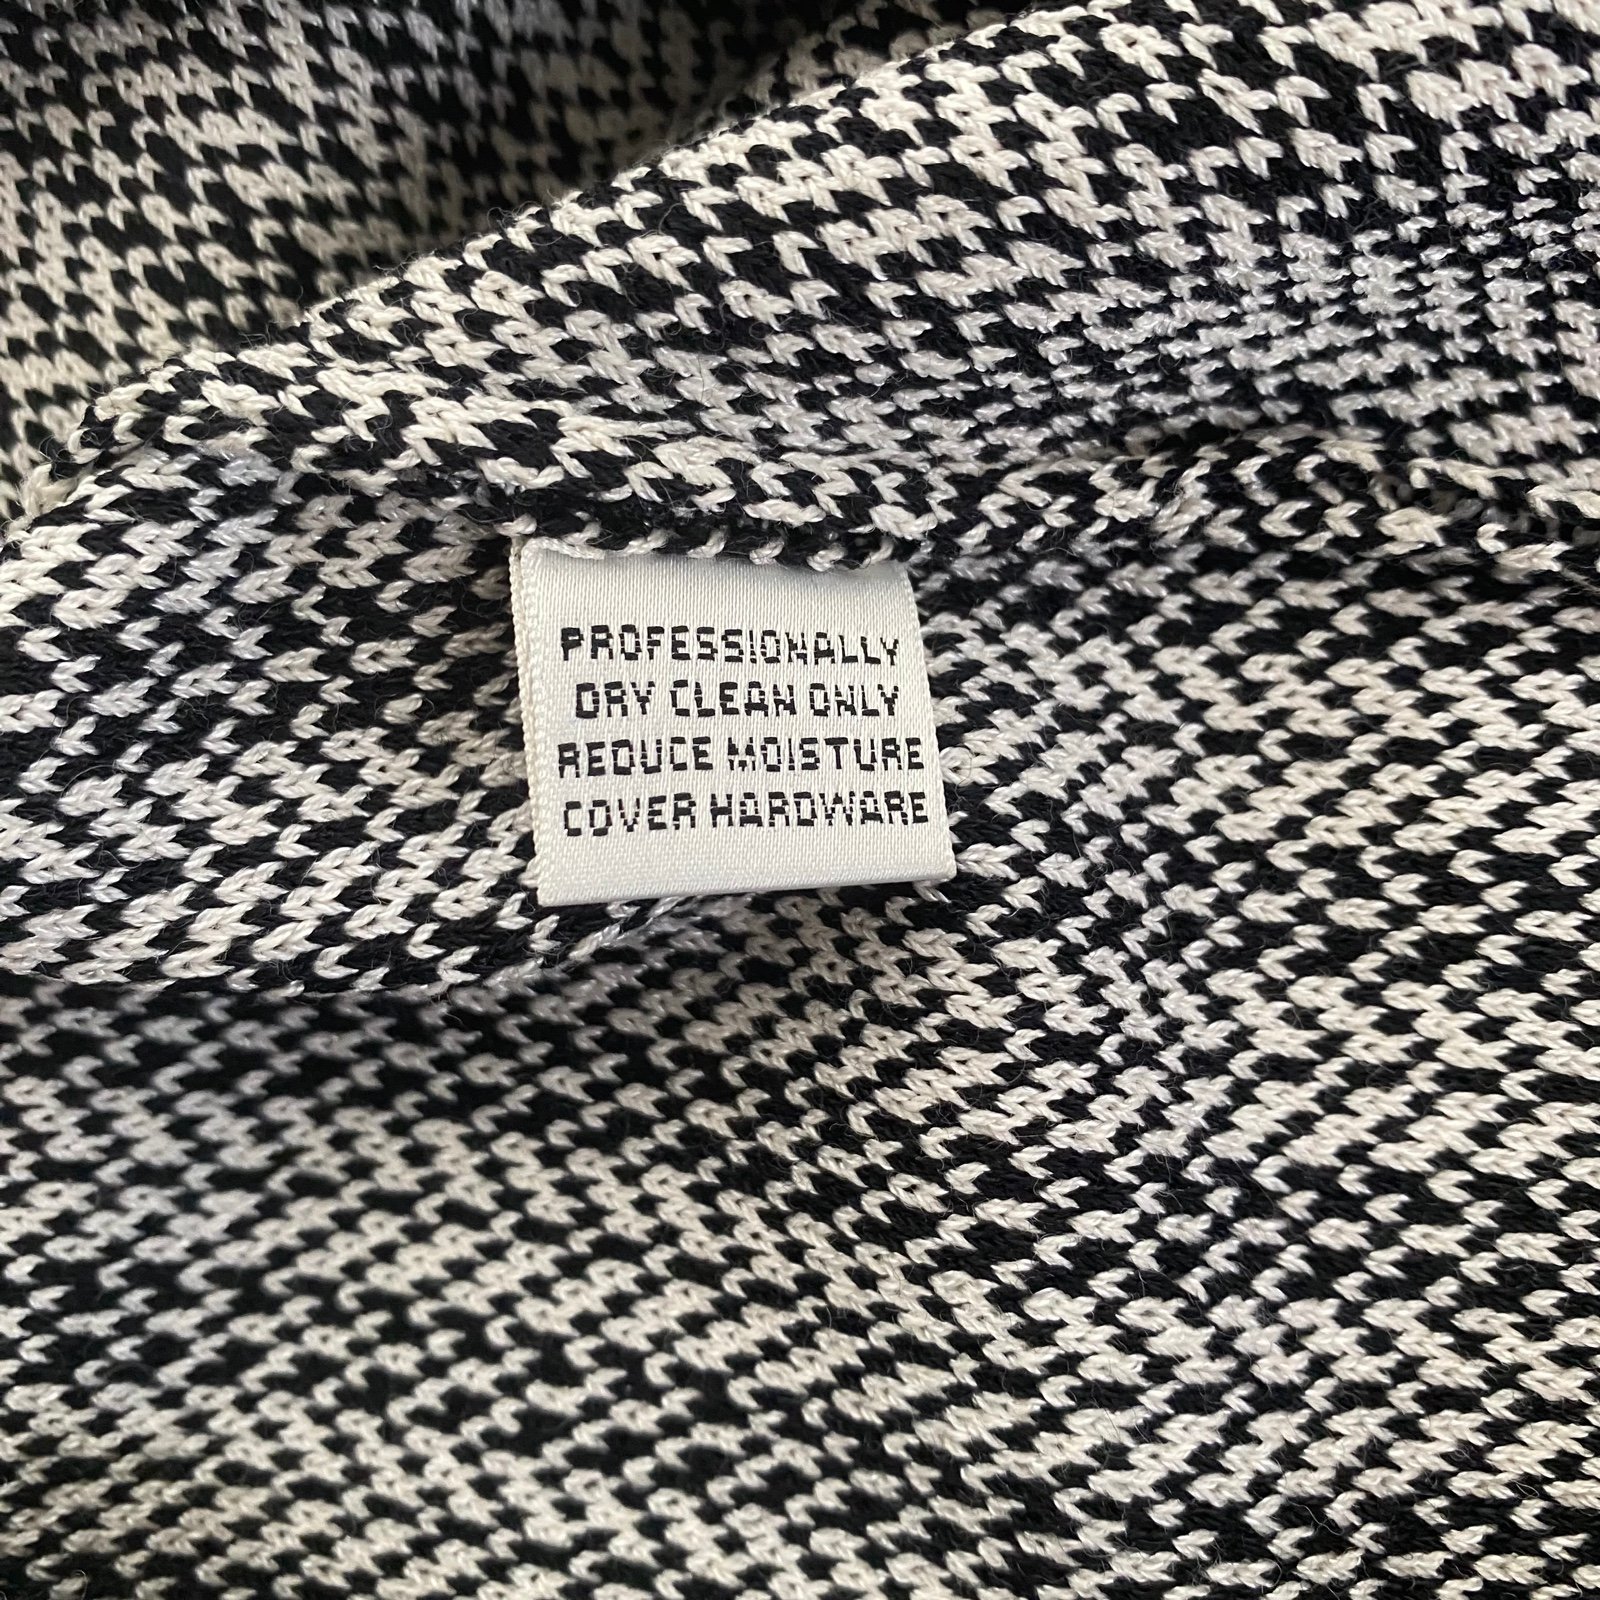 PROFESSIONALLY
DRY CLEAN ONLY
REDUCE MOISTURE
COVER HARDWARE